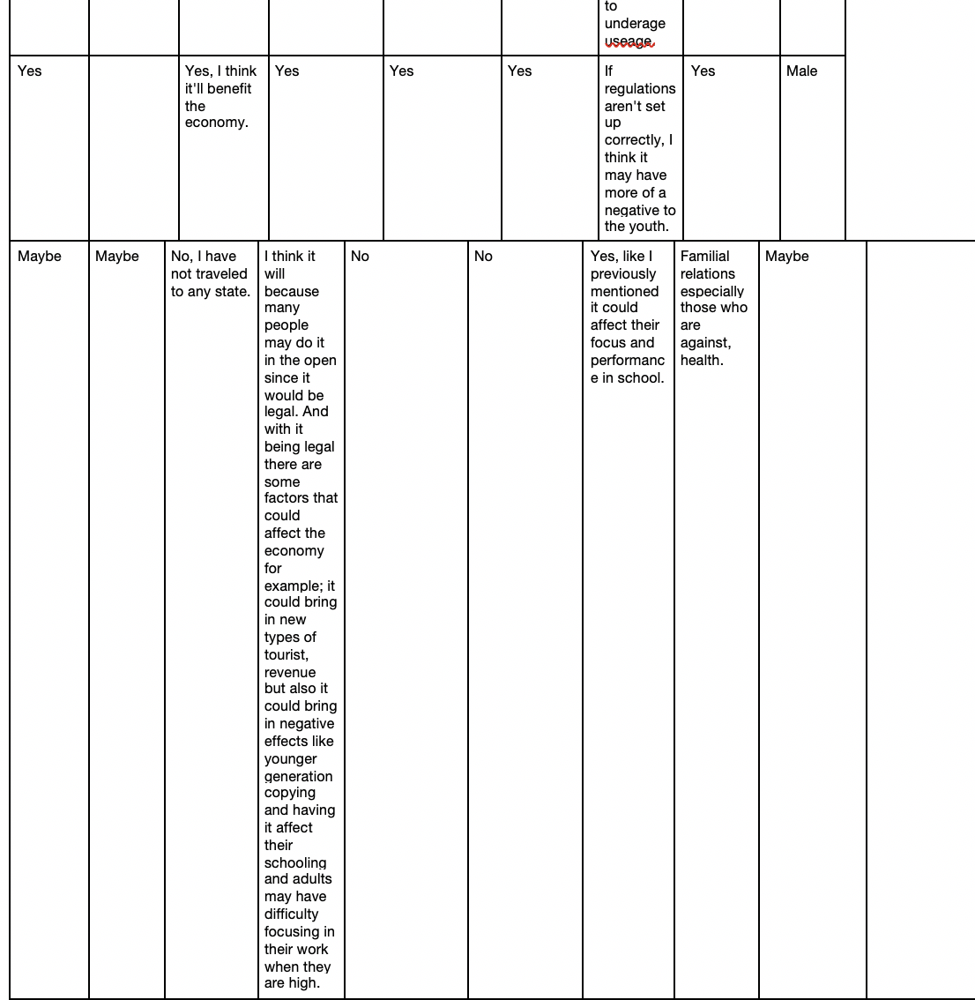 to
underage
useage.
Yes
Yes, I think
it'll benefit
the
economy.
Yes
Yes
Yes
If
regulations
aren't set
up
correctly, I
think it
may have
more of a
negative to
the youth.
Yes
Male
Maybe
Maybe
No, I have
not traveled
to any state.
I think it
will
because
many
people
may do it
in the open
since it
would be
legal. And
with it
being legal
there are
some
factors that
could
affect the
economy
for
example; it
could bring
in new
types of
tourist,
revenue
but also it
could bring
in negative
effects like
younger
generation
copying
and having
it affect
their
schooling
and adults
may have
difficulty
focusing in
their work
when they
are high.
No
No
Yes, like I
previously
mentioned
it could
affect their
focus and
performanc
e in school.
Familial
relations
especially
those who
are
against,
health.
Maybe